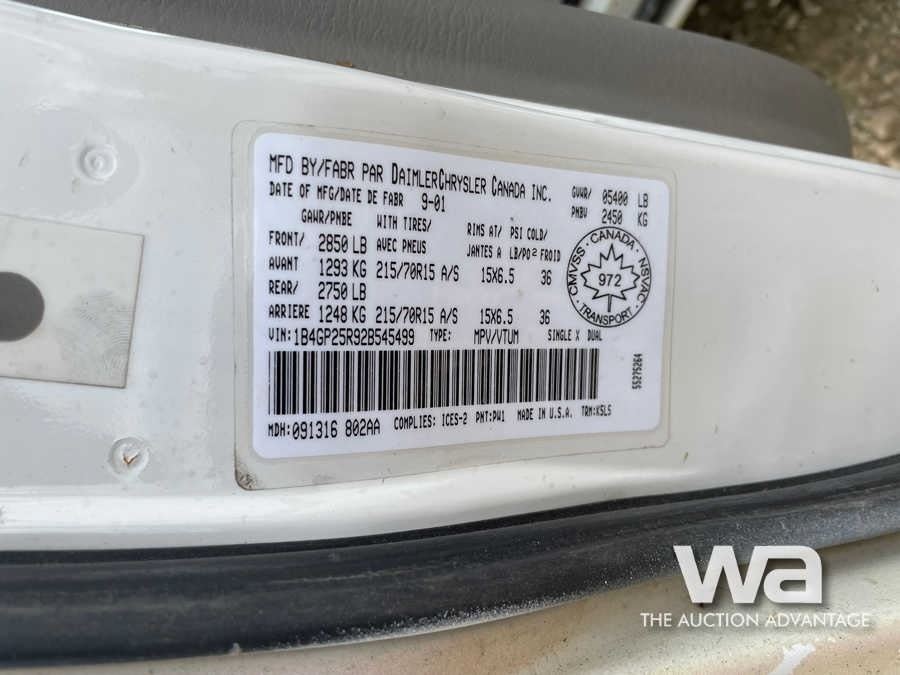 MFD BY/FABR PAR DAIMLERCHRYSLER CANADA INC. GVWR/ 05400 LB
DATE OF MFG/DATE DE FABR 9-01 PNBV 2450 KG
GAWR/PNBE WITH TIRES/ RIMS AT/ PSI COLD/
FRONT/ 2850 LB AVEC PNEUS JANTES A LB/PO² FROID
AVANT 1293 KG 215/70R15 A/S 15X6.5 36
REAR/ 2750 LB
ARRIERE 1248 KG 215/70R15 A/S 15X6.5 36
CANADA
CMVSS · NSVAC
972
TRANSPORT
VIN: 1B4GP25R92B545499 TYPE: MPV/VTUM SINGLE X DUAL
55275264
MDH: 091316 802AA COMPLIES: ICES-2 PNT: PW1 MADE IN U.S.A. TRM: K5L5
wa
THE AUCTION ADVANTAGE